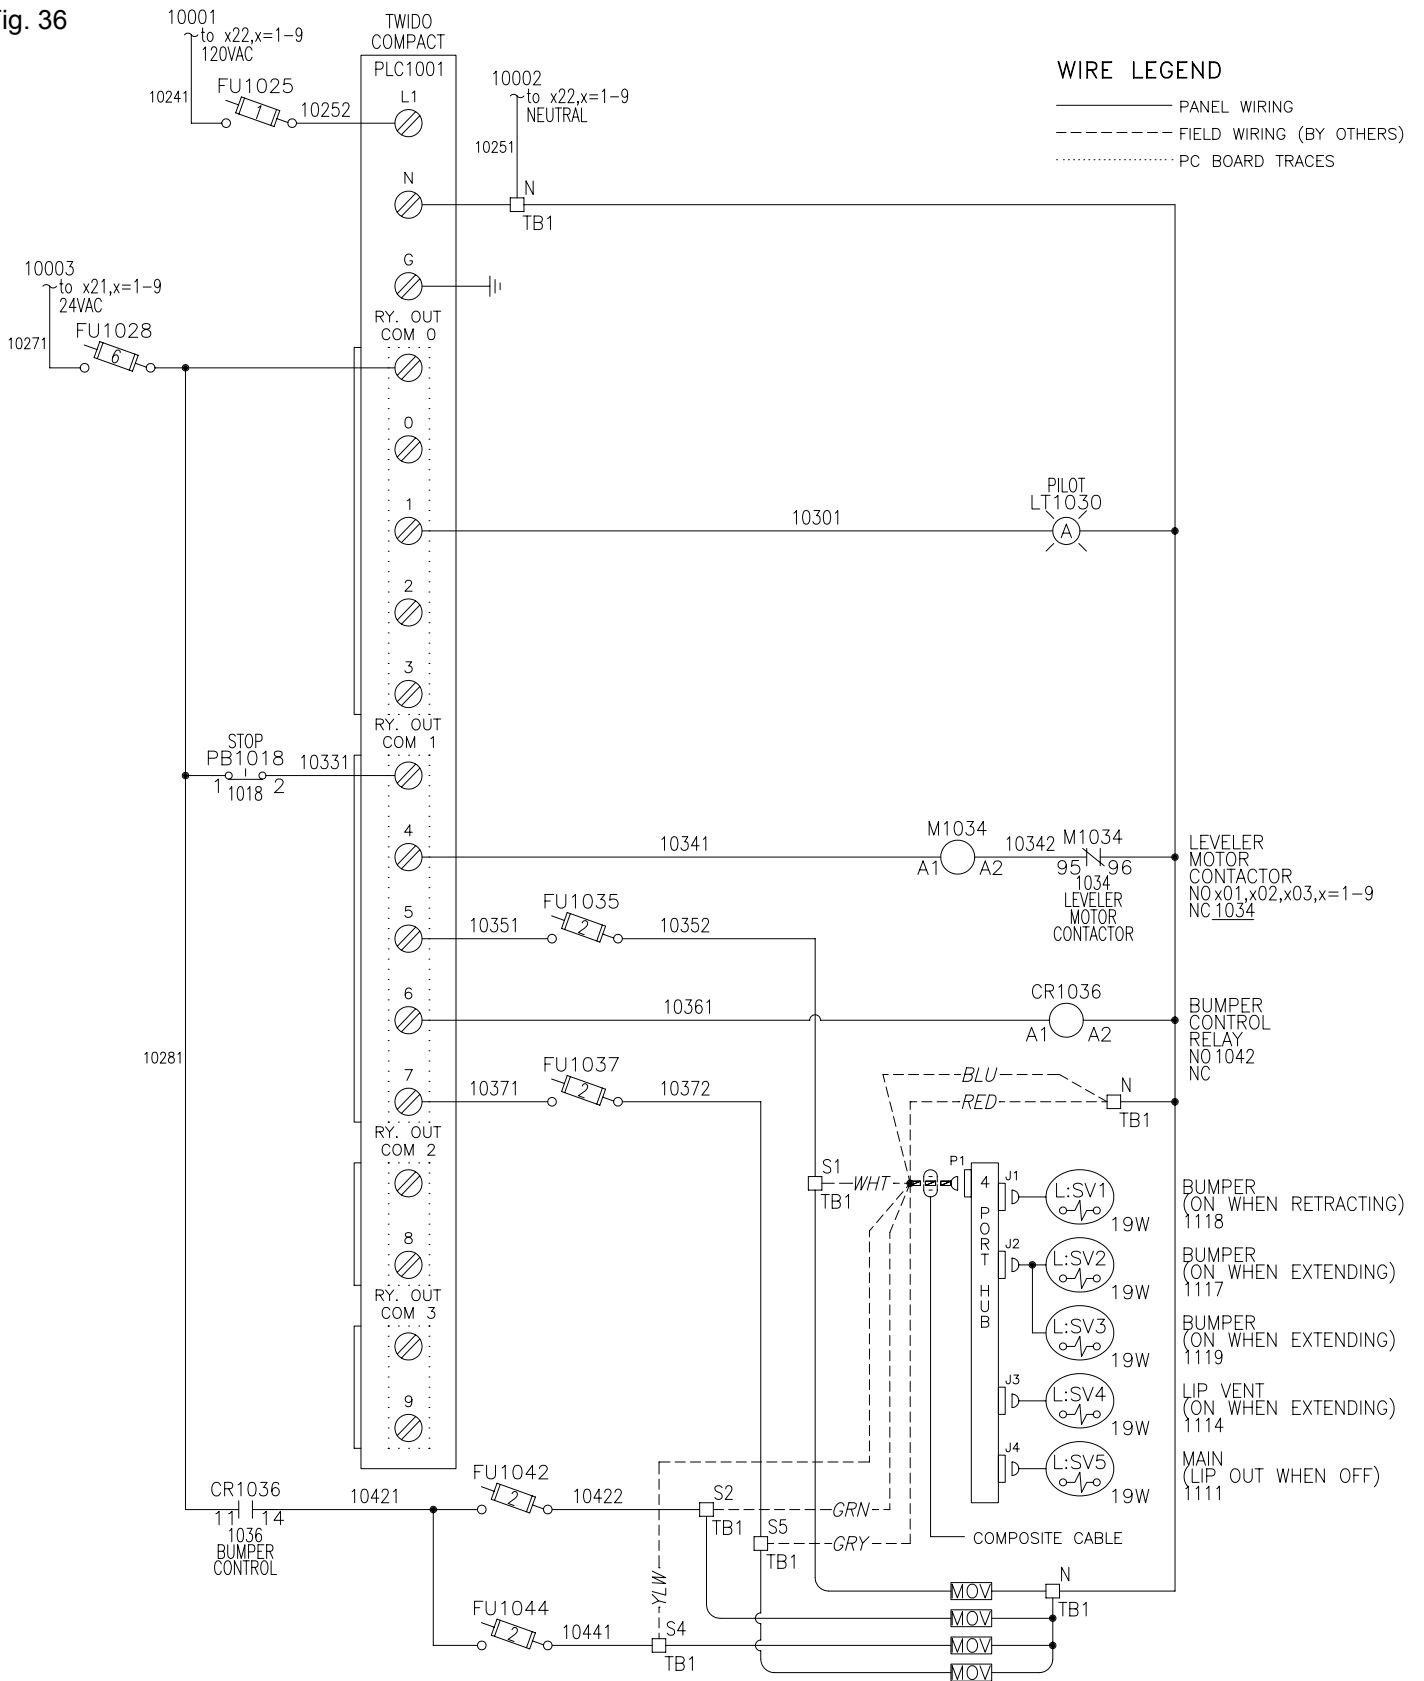 ig. 36
10001
to x22,x=1-9
120VAC
TWIDO
COMPACT
PLC1001
10002
to x22,x=1-9
NEUTRAL
WIRE LEGEND
PANEL WIRING
FIELD WIRING (BY OTHERS)
PC BOARD TRACES
FU1025
1
10241
10252
L1
10251
N
N
TB1
G
10003
to x21,x=1-9
24VAC
FU1028
6
10271
RY. OUT
COM 0
0
1
10301
PILOT
LT1030
A
2
3
RY. OUT
COM 1
STOP
PB1018
1
2
1018
10331
4
10341
M1034
A1
A2
10342
M1034
95
96
1034
LEVELER
MOTOR
CONTACTOR
LEVELER
MOTOR
CONTACTOR
NO x01,x02,x03,x=1-9
NC 1034
5
10351
FU1035
2
10352
6
10361
CR1036
A1
A2
BUMPER
CONTROL
RELAY
NO 1042
NC
10281
7
10371
FU1037
2
10372
BLU
RED
N
TB1
RY. OUT
COM 2
S1
TB1
WHT
P1
4 PORT HUB
J1
L:SV1
19W
BUMPER
(ON WHEN RETRACTING)
1118
8
J2
L:SV2
19W
BUMPER
(ON WHEN EXTENDING)
1117
RY. OUT
COM 3
L:SV3
19W
BUMPER
(ON WHEN EXTENDING)
1119
9
J3
L:SV4
19W
LIP VENT
(ON WHEN EXTENDING)
1114
J4
L:SV5
19W
MAIN
(LIP OUT WHEN OFF)
1111
CR1036
11
14
1036
BUMPER
CONTROL
10421
FU1042
2
10422
S2
TB1
GRN
S5
TB1
GRY
COMPOSITE CABLE
YLW
MOV
N
TB1
MOV
FU1044
2
10441
S4
TB1
MOV
MOV